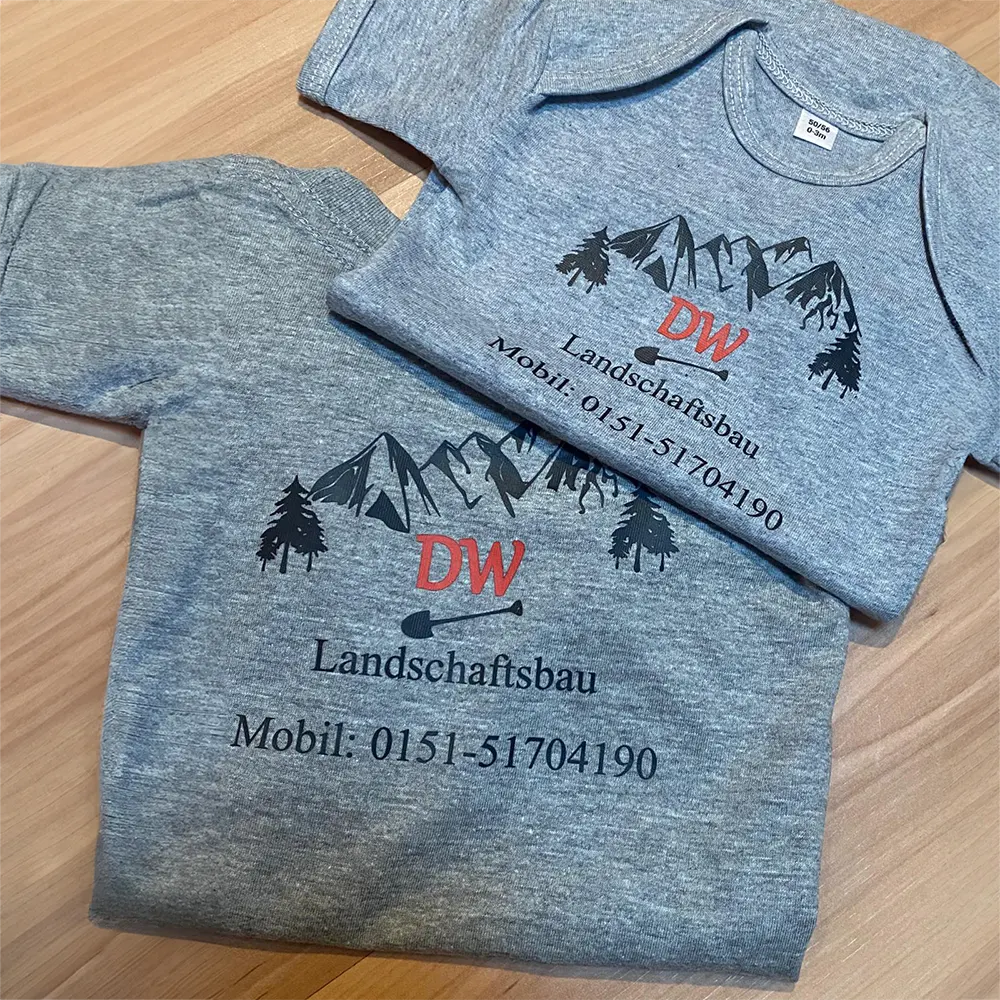 50/56
0-3m
DW
Landschaftsbau
Mobil: 0151-51704190
DW
Landschaftsbau
Mobil: 0151-51704190